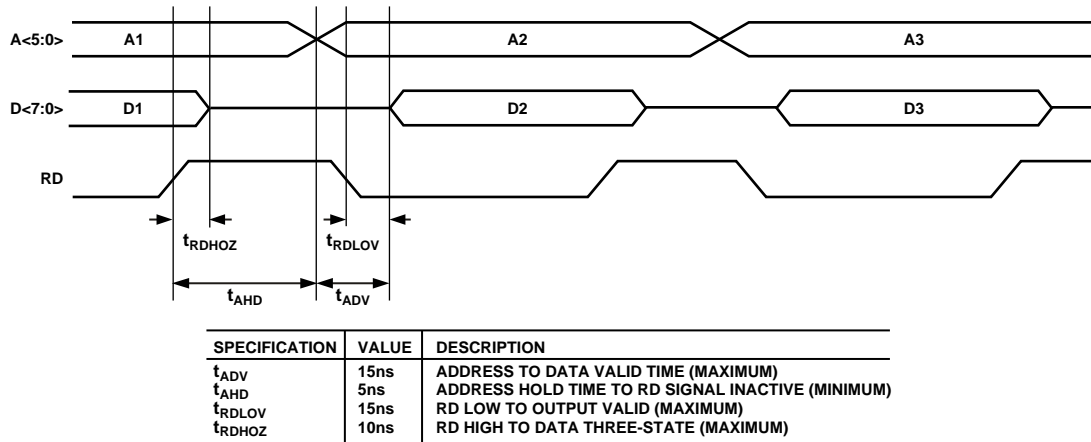 A<5:0> A1 A2 A3
D<7:0> D1 D2 D3
RD
tRDHOZ tRDLOV
tAHD tADV
SPECIFICATION VALUE DESCRIPTION
tADV 15ns ADDRESS TO DATA VALID TIME (MAXIMUM)
tAHD 5ns ADDRESS HOLD TIME TO RD SIGNAL INACTIVE (MINIMUM)
tRDLOV 15ns RD LOW TO OUTPUT VALID (MAXIMUM)
tRDHOZ 10ns RD HIGH TO DATA THREE-STATE (MAXIMUM)